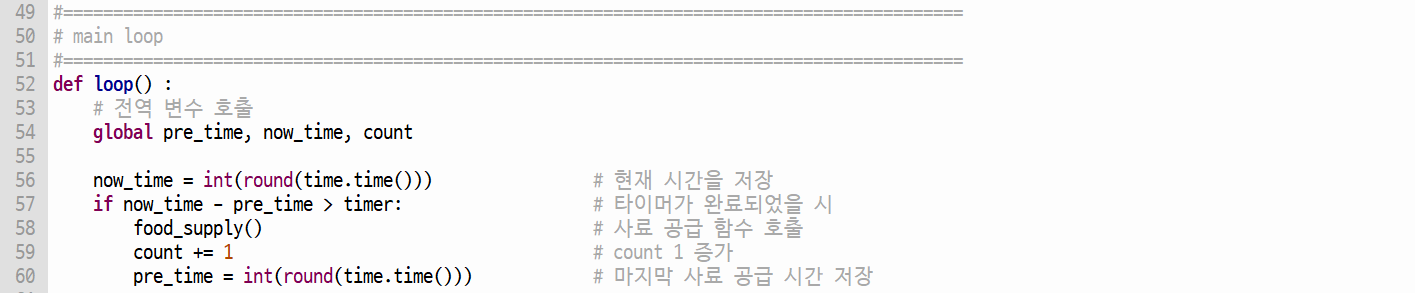 49 #==========================================================================================
50 # main loop
51 #==========================================================================================
52 def loop() :
53     # 전역 변수 호출
54     global pre_time, now_time, count
55
56     now_time = int(round(time.time()))                # 현재 시간을 저장
57     if now_time - pre_time > timer:                   # 타이머가 완료되었을 시
58         food_supply()                                 # 사료 공급 함수 호출
59         count += 1                                    # count 1 증가
60         pre_time = int(round(time.time()))            # 마지막 사료 공급 시간 저장